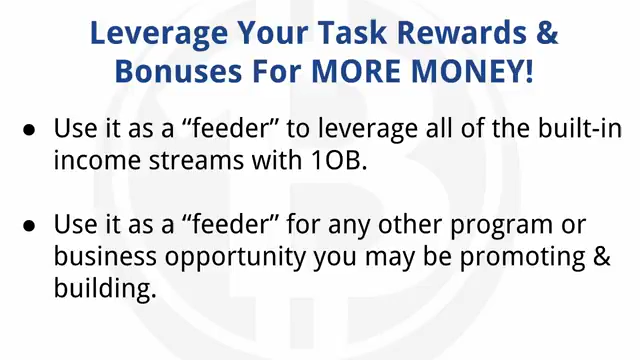 Leverage Your Task Rewards &
Bonuses For MORE MONEY!
● Use it as a “feeder” to leverage all of the built-in
income streams with 1OB.
● Use it as a “feeder” for any other program or
business opportunity you may be promoting &
building.